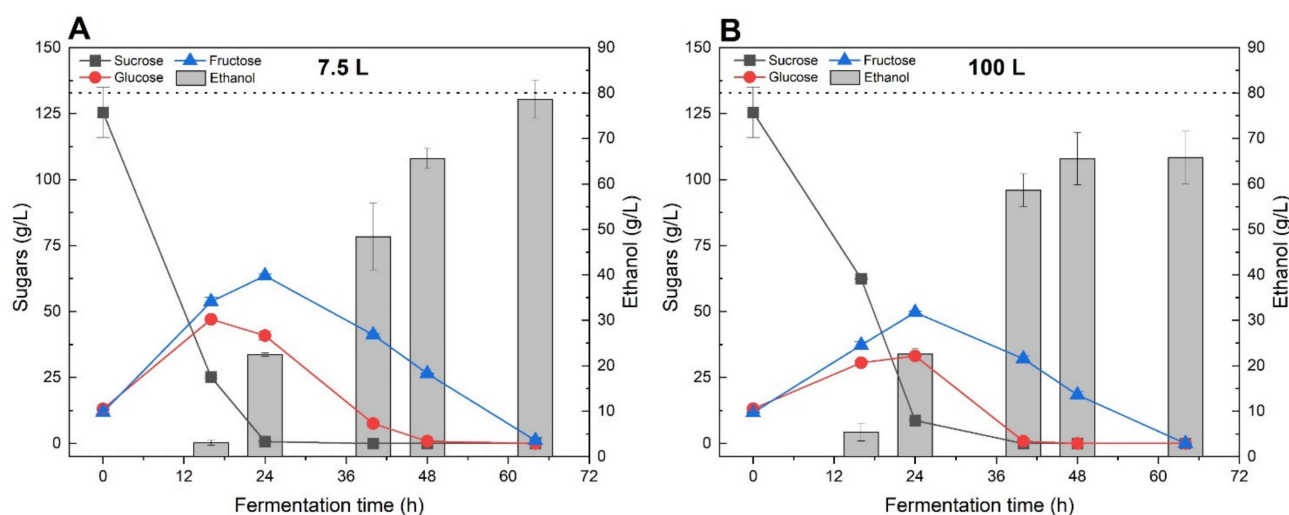 A
Sucrose Fructose
Glucose Ethanol
7.5 L
150
125
100
75
50
25
0
Sugars (g/L)
90
80
70
60
50
40
30
20
10
0
Ethanol (g/L)
0 12 24 36 48 60 72
Fermentation time (h)
B
Sucrose Fructose
Glucose Ethanol
100 L
150
125
100
75
50
25
0
Sugars (g/L)
90
80
70
60
50
40
30
20
10
0
Ethanol (g/L)
0 12 24 36 48 60 72
Fermentation time (h)